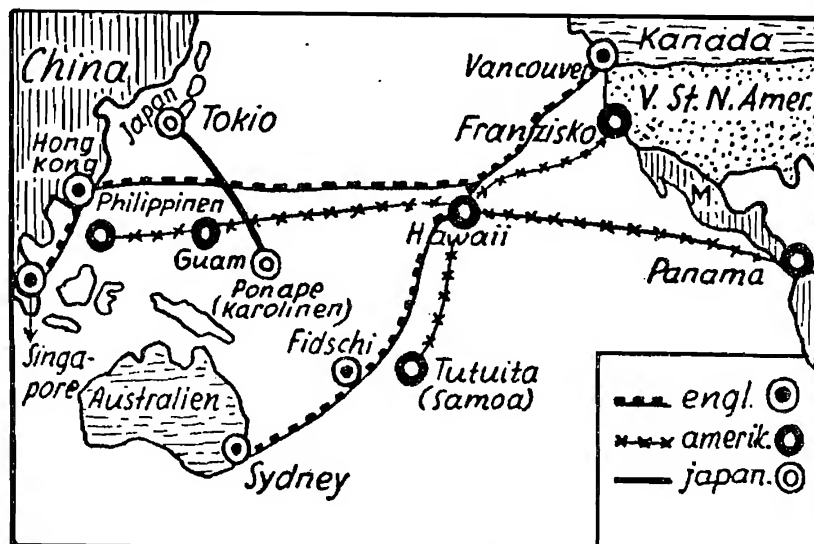 China
Kanada
Vancouver
V. St. N. Amer.
Japan
Tokio
Franzisko
Hong
kong
M
Philippinen
Hawaii
Guam
Panama
Ponape
(Karolinen)
Fidschi
Singa-
pore
Tutuita
(Samoa)
Australien
Sydney
engl.
amerik.
japan.